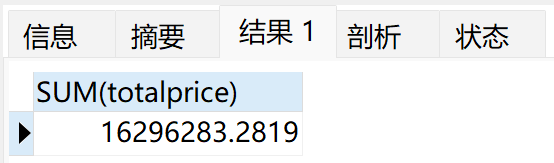 信息 摘要 结果 1 剖析 状态
SUM(totalprice)
16296283.2819